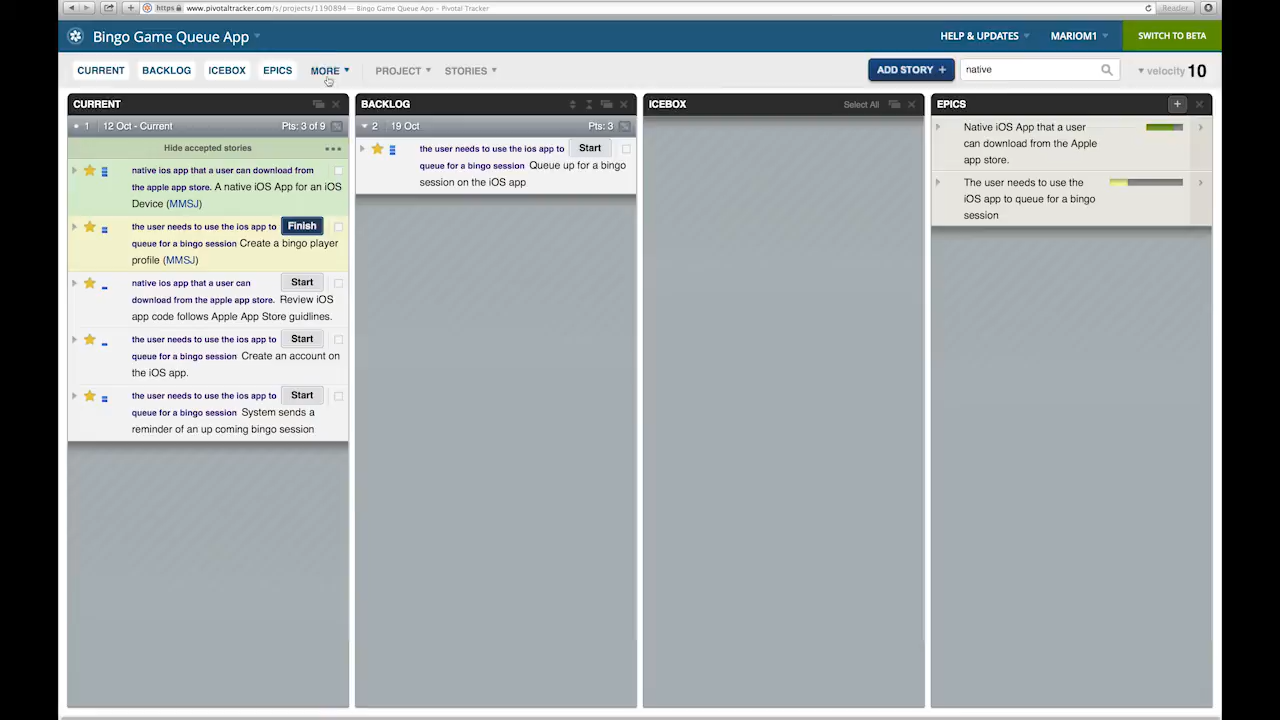 https www.pivotaltracker.com/s/projects/1190894 — Bingo Game Queue App - Pivotal Tracker
Reader
Bingo Game Queue App
HELP & UPDATES
MARIOM1
SWITCH TO BETA
CURRENT
BACKLOG
ICEBOX
EPICS
MORE
PROJECT
STORIES
ADD STORY +
native
velocity 10
CURRENT
1 12 Oct - Current
Pts: 3 of 9
Hide accepted stories
native ios app that a user can download from
the apple app store. A native iOS App for an iOS
Device (MMSJ)
the user needs to use the ios app to
Finish
queue for a bingo session Create a bingo player
profile (MMSJ)
native ios app that a user can
Start
download from the apple app store. Review iOS
app code follows Apple App Store guidlines.
the user needs to use the ios app to
Start
queue for a bingo session Create an account on
the iOS app.
the user needs to use the ios app to
Start
queue for a bingo session System sends a
reminder of an up coming bingo session
BACKLOG
2 19 Oct
Pts: 3
the user needs to use the ios app to
Start
queue for a bingo session Queue up for a bingo
session on the iOS app
ICEBOX
Select All
EPICS
Native iOS App that a user
can download from the Apple
app store.
The user needs to use the
iOS app to queue for a bingo
session